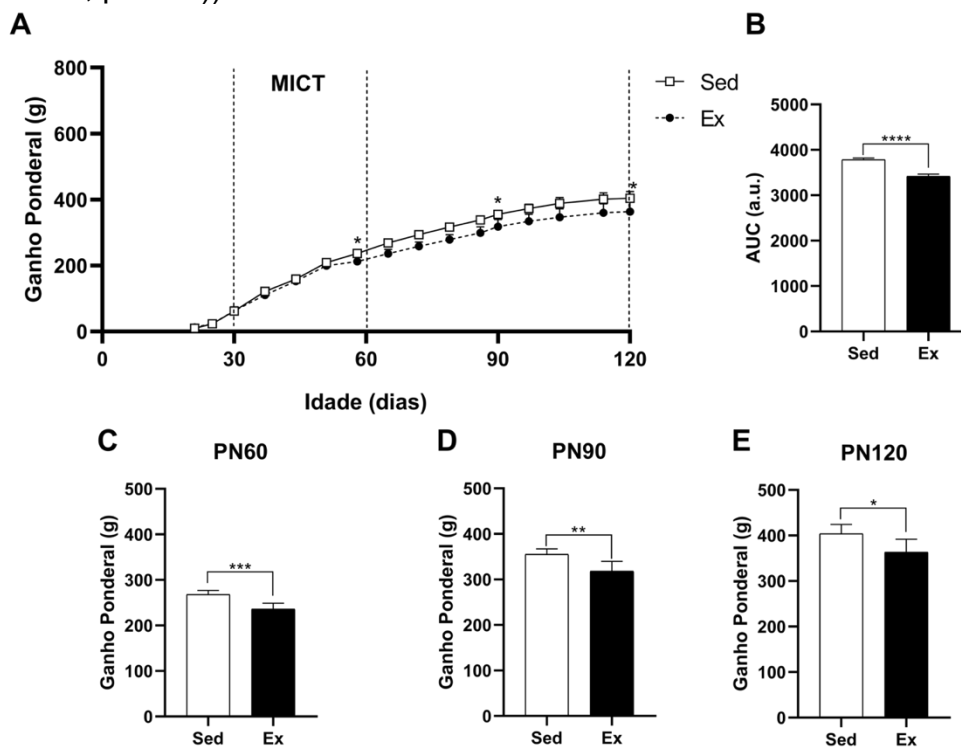 A
B
800
600
400
200
0
Ganho Ponderal (g)
MICT
Sed
Ex
*
*
*
0
30
60
90
120
Idade (dias)
5000
4000
3000
2000
1000
0
AUC (a.u.)
****
Sed
Ex
C
PN60
500
400
300
200
100
0
Ganho Ponderal (g)
***
Sed
Ex
D
PN90
500
400
300
200
100
0
Ganho Ponderal (g)
**
Sed
Ex
E
PN120
500
400
300
200
100
0
Ganho Ponderal (g)
*
Sed
Ex